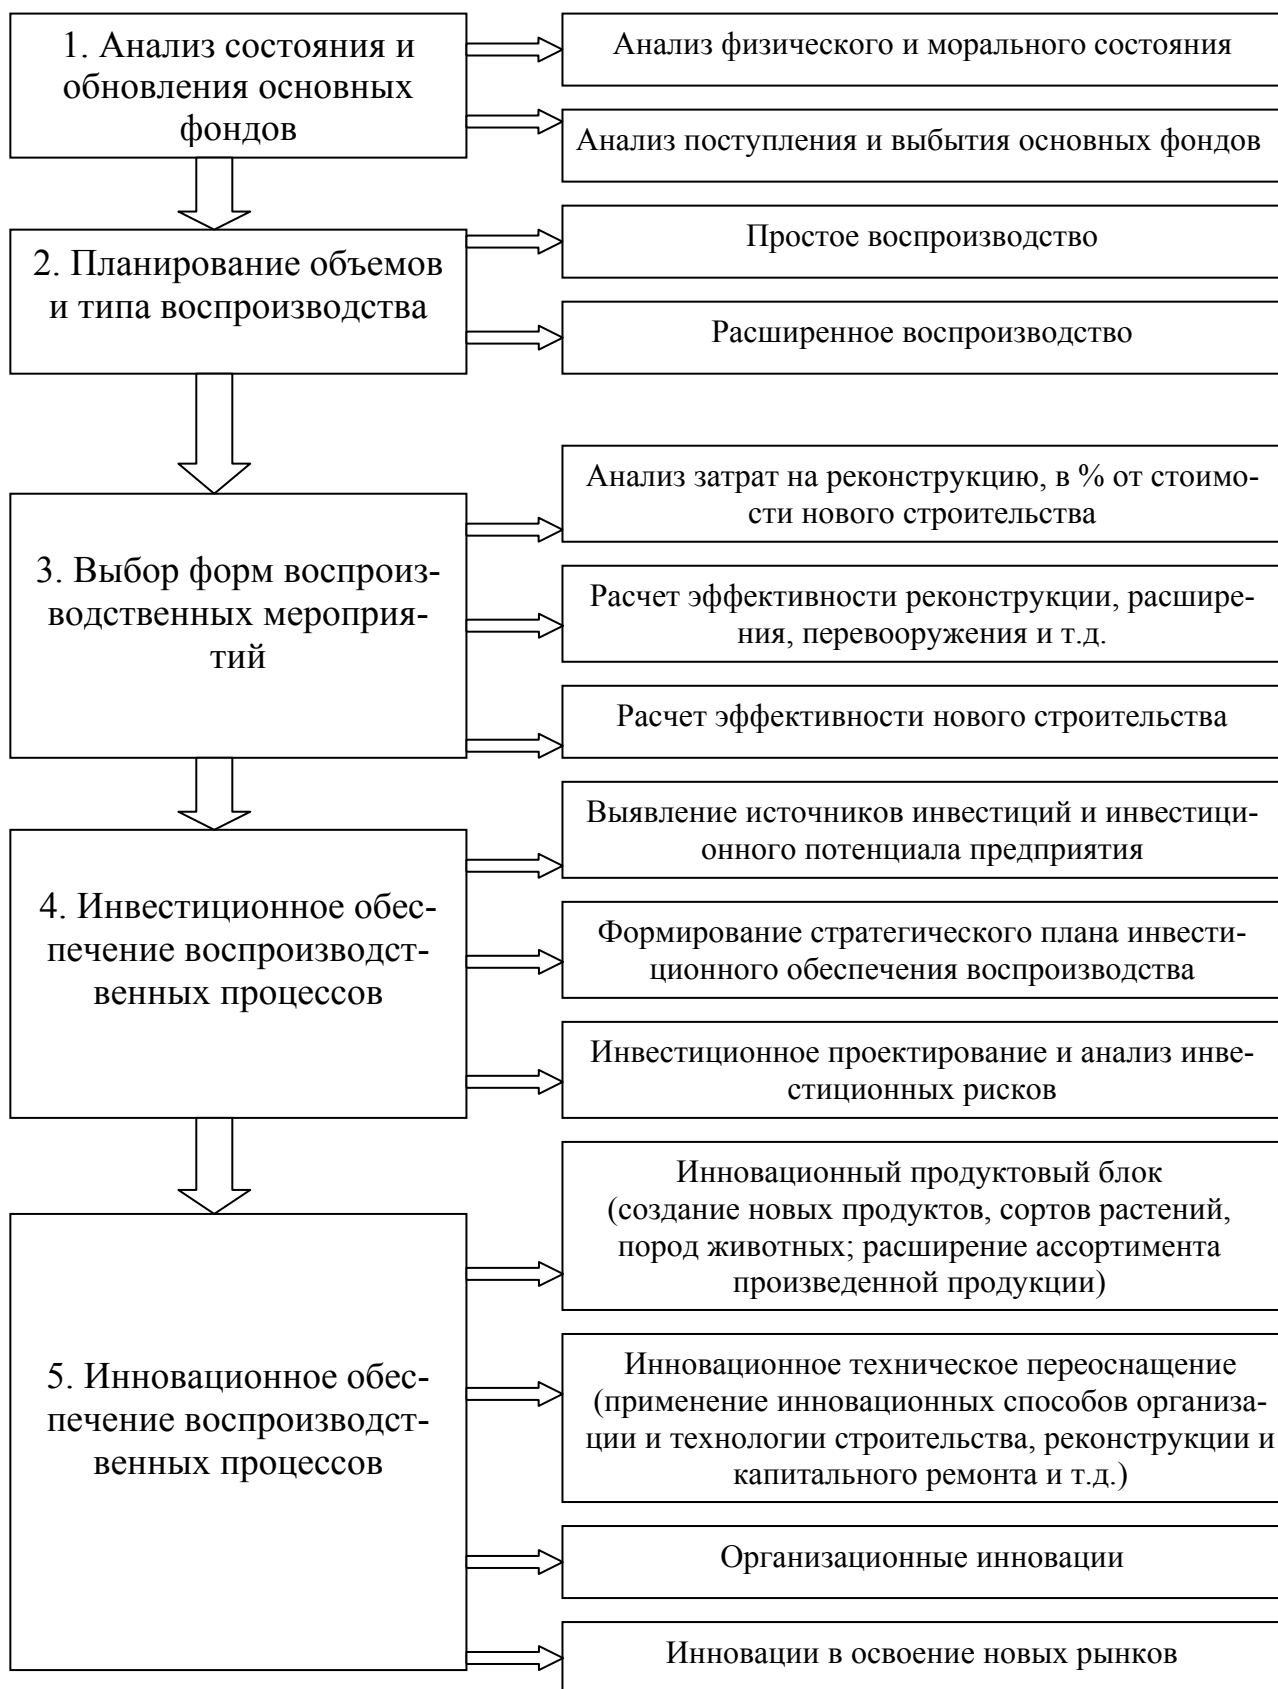 1. Анализ состояния и
обновления основных
фондов
Анализ физического и морального состояния
Анализ поступления и выбытия основных фондов
2. Планирование объемов
и типа воспроизводства
Простое воспроизводство
Расширенное воспроизводство
3. Выбор форм воспроиз-
водственных мероприя-
тий
Анализ затрат на реконструкцию, в % от стоимо-
сти нового строительства
Расчет эффективности реконструкции, расшире-
ния, перевооружения и т.д.
Расчет эффективности нового строительства
4. Инвестиционное обес-
печение воспроизводст-
венных процессов
Выявление источников инвестиций и инвестици-
онного потенциала предприятия
Формирование стратегического плана инвести-
ционного обеспечения воспроизводства
Инвестиционное проектирование и анализ инве-
стиционных рисков
5. Инновационное обес-
печение воспроизводст-
венных процессов
Инновационный продуктовый блок
(создание новых продуктов, сортов растений,
пород животных; расширение ассортимента
произведенной продукции)
Инновационное техническое переоснащение
(применение инновационных способов организа-
ции и технологии строительства, реконструкции и
капитального ремонта и т.д.)
Организационные инновации
Инновации в освоение новых рынков